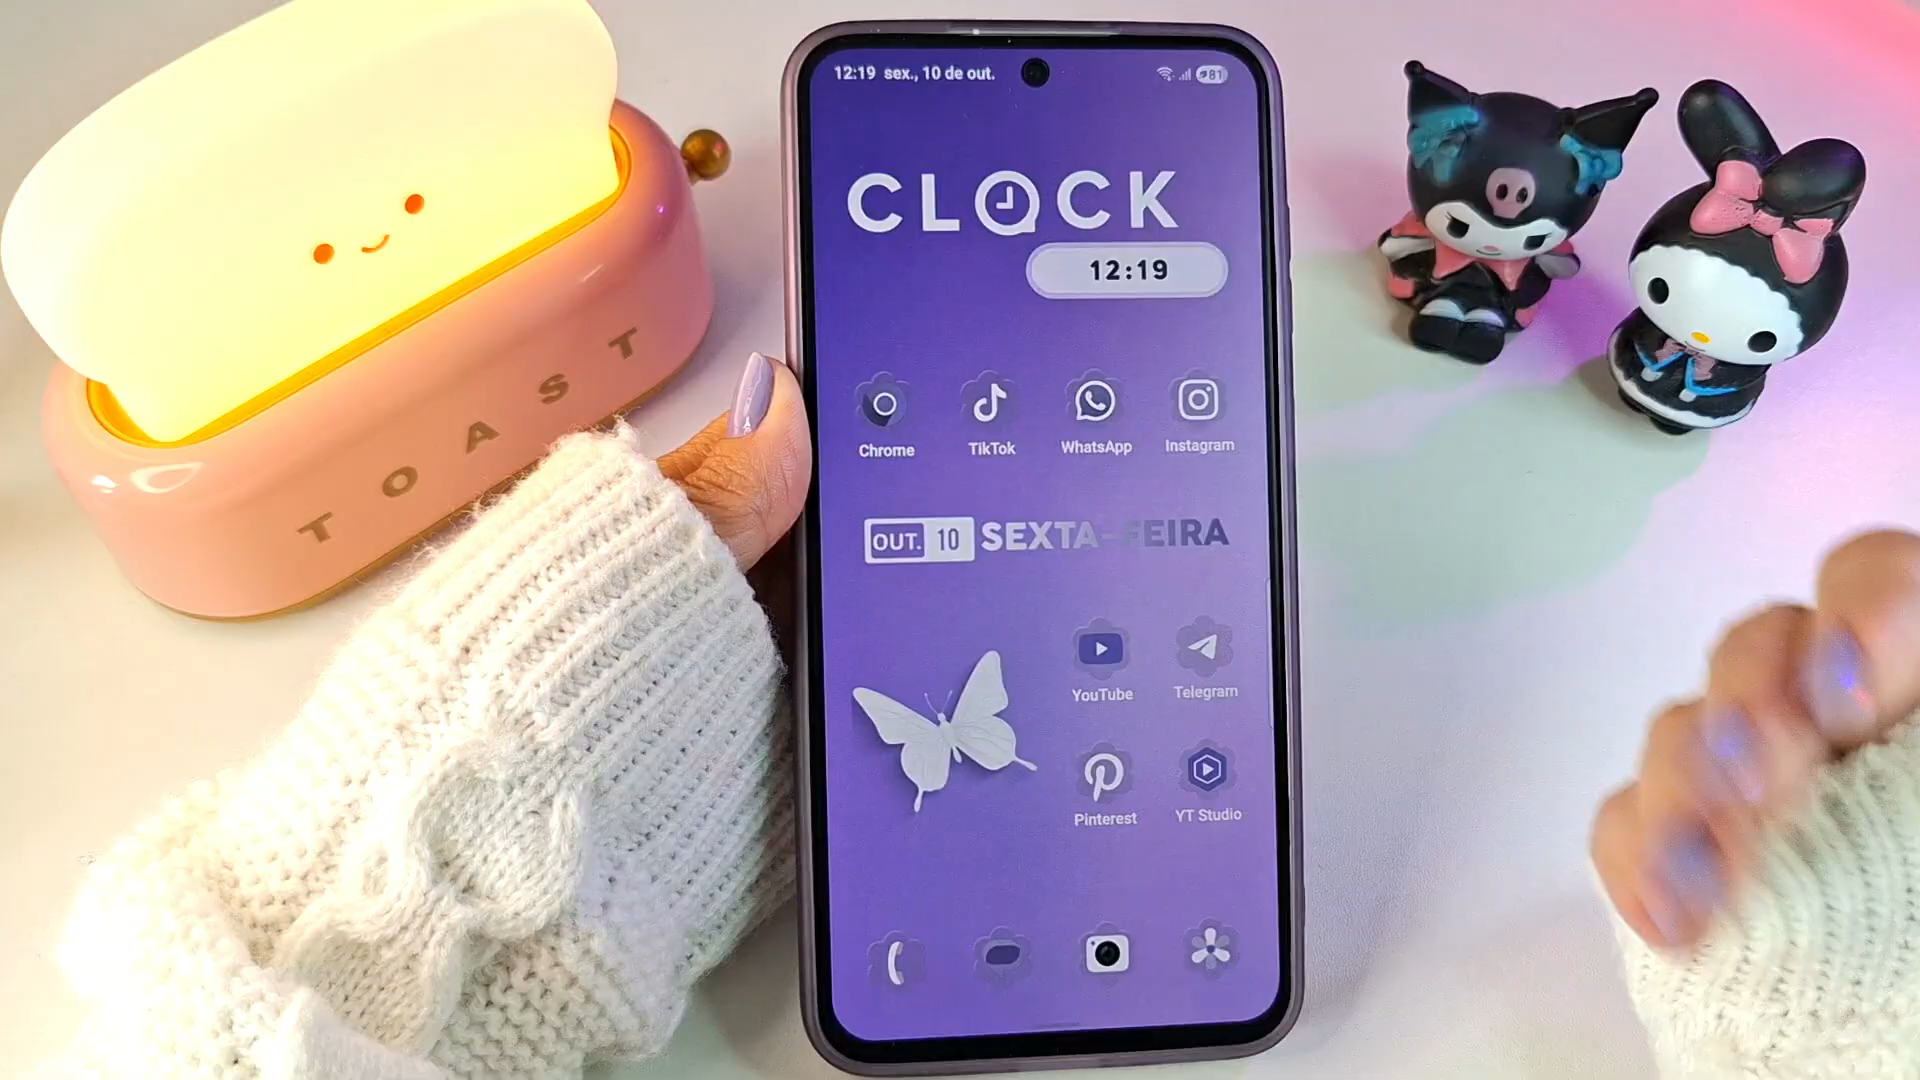 TOAST
12:19 sex., 10 de out.
81
CLOCK
12:19
Chrome
TikTok
WhatsApp
Instagram
OUT. 10 SEXTA-FEIRA
YouTube
Telegram
Pinterest
YT Studio